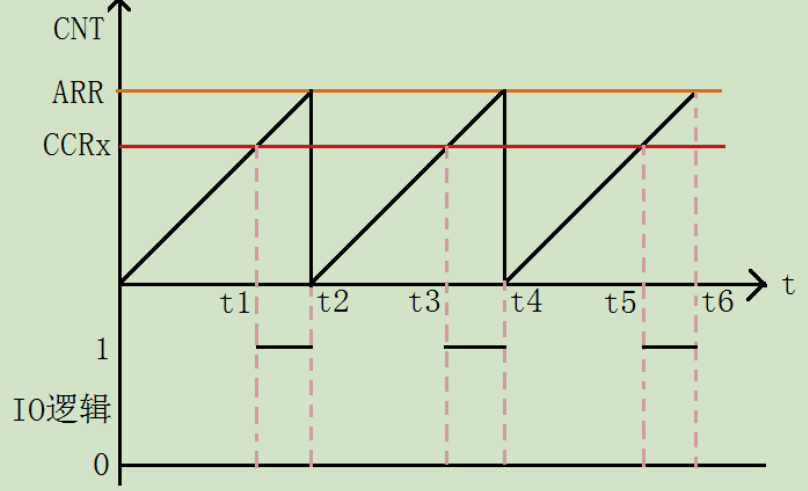 CNT
ARR
CCRx
t
t1 t2 t3 t4 t5 t6
1
IO逻辑
0